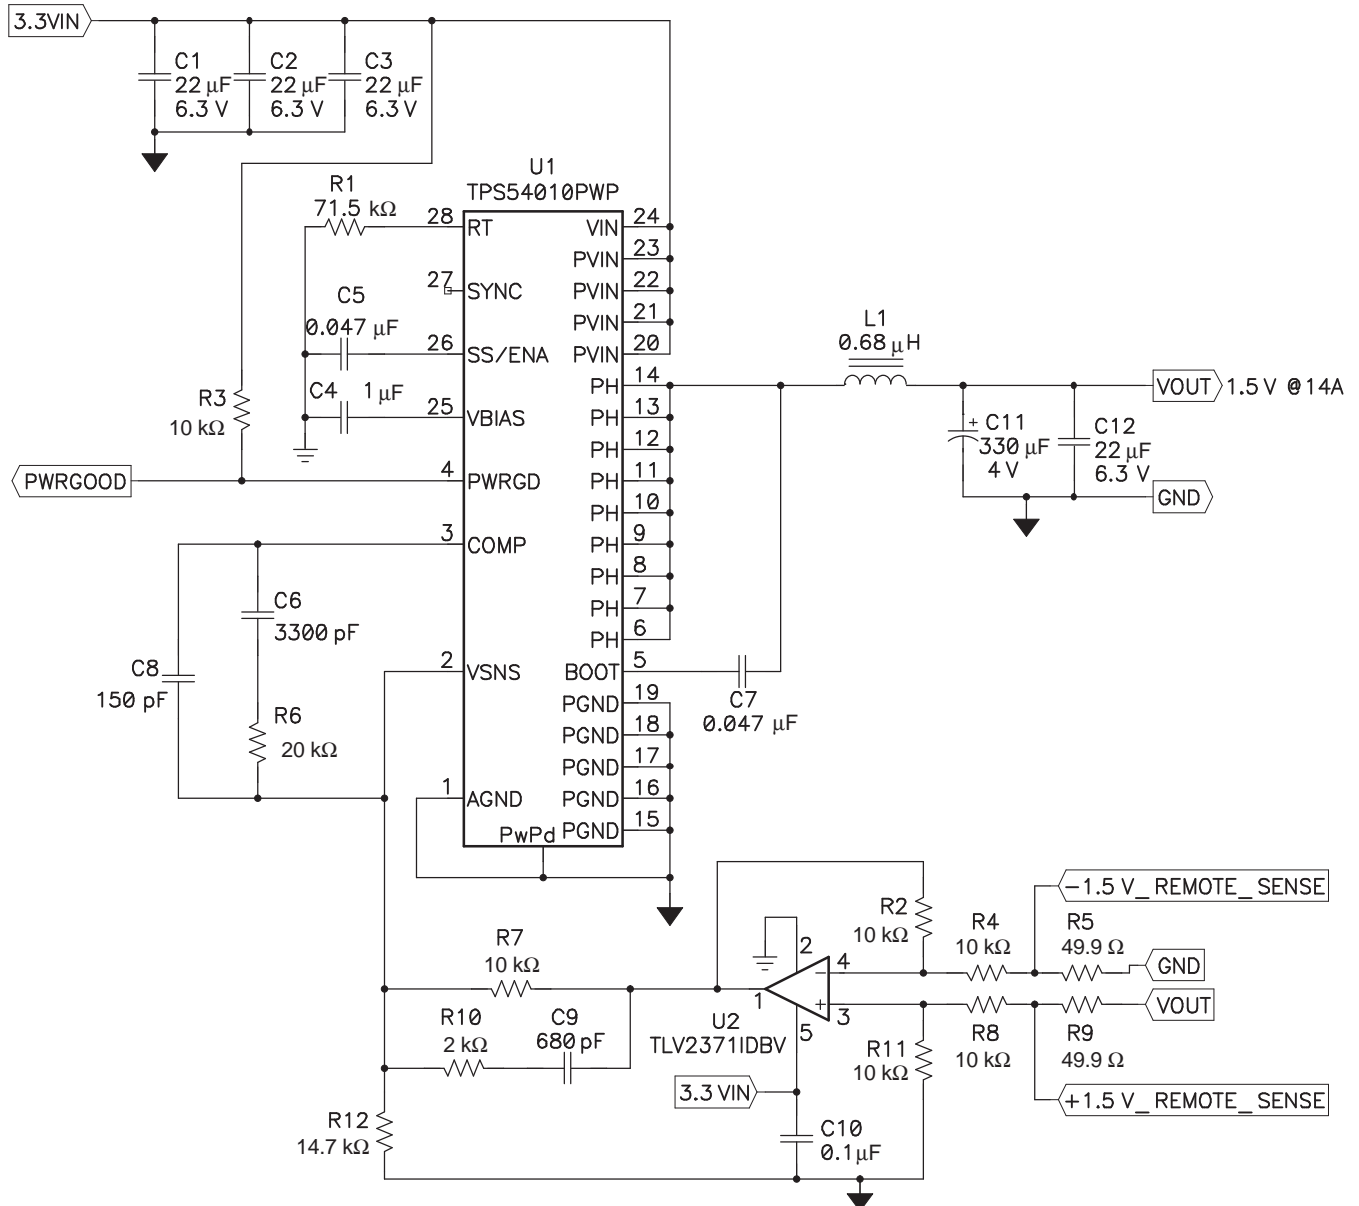 3.3VIN
C1
22 µF
6.3 V
C2
22 µF
6.3 V
C3
22 µF
6.3 V
U1
TPS54010PWP
R1
71.5 kΩ
28
RT
27
SYNC
C5
0.047 µF
26
SS/ENA
C4
1 µF
25
VBIAS
R3
10 kΩ
PWRGOOD
4
PWRGD
3
COMP
C6
3300 pF
C8
150 pF
R6
20 kΩ
2
VSNS
1
AGND
PwPd
VIN
24
PVIN
23
PVIN
22
PVIN
21
PVIN
20
PH
14
PH
13
PH
12
PH
11
PH
10
PH
9
PH
8
PH
7
PH
6
BOOT
5
PGND
19
PGND
18
PGND
17
PGND
16
PGND
15
C7
0.047 µF
L1
0.68 µH
VOUT
1.5 V @14A
+
C11
330 µF
4 V
C12
22 µF
6.3 V
GND
R7
10 kΩ
R10
2 kΩ
C9
680 pF
R12
14.7 kΩ
1
2
4
−
+
3
5
U2
TLV2371IDBV
3.3 VIN
C10
0.1µF
R2
10 kΩ
R4
10 kΩ
R5
49.9 Ω
−1.5 V_REMOTE_SENSE
GND
VOUT
R8
10 kΩ
R9
49.9 Ω
R11
10 kΩ
+1.5 V_REMOTE_SENSE